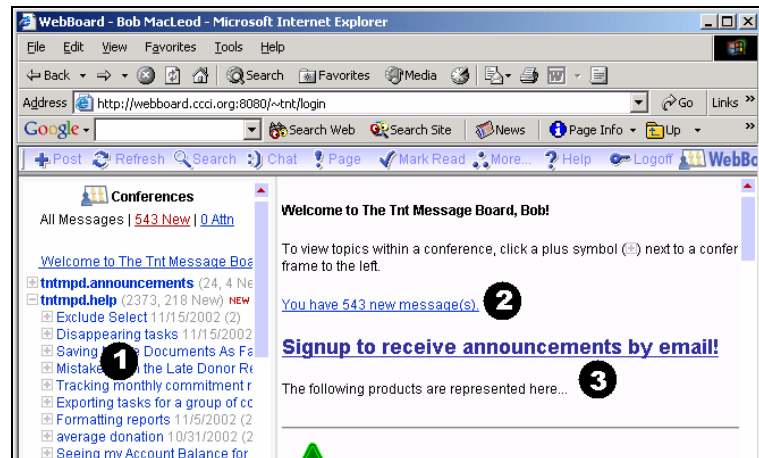 WebBoard - Bob MacLeod - Microsoft Internet Explorer
File Edit View Favorites Tools Help
Back Search Favorites Media
Address http://webboard.ccci.org:8080/~tnt/login Go Links »
Google Search Web Search Site News Page Info Up »
Post Refresh Search :) Chat Page Mark Read More... Help Logoff WebBo
Conferences
All Messages | 543 New | 0 Attn
Welcome to The Tnt Message Boa
tntmpd.announcements (24, 4 Ne
tntmpd.help (2373, 218 New) NEW
Exclude Select 11/15/2002 (2)
Disappearing tasks 11/15/2002
Saving Documents As Fa
1
Mistake the Late Donor Re
Tracking monthly commitment r
Exporting tasks for a group of cc
Formatting reports 11/5/2002 (2
average donation 10/31/2002 (2
Seeing my Account Balance for
Welcome to The Tnt Message Board, Bob!
To view topics within a conference, click a plus symbol (+) next to a confer
frame to the left.
You have 543 new message(s). 2
Signup to receive announcements by email!
The following products are represented here... 3